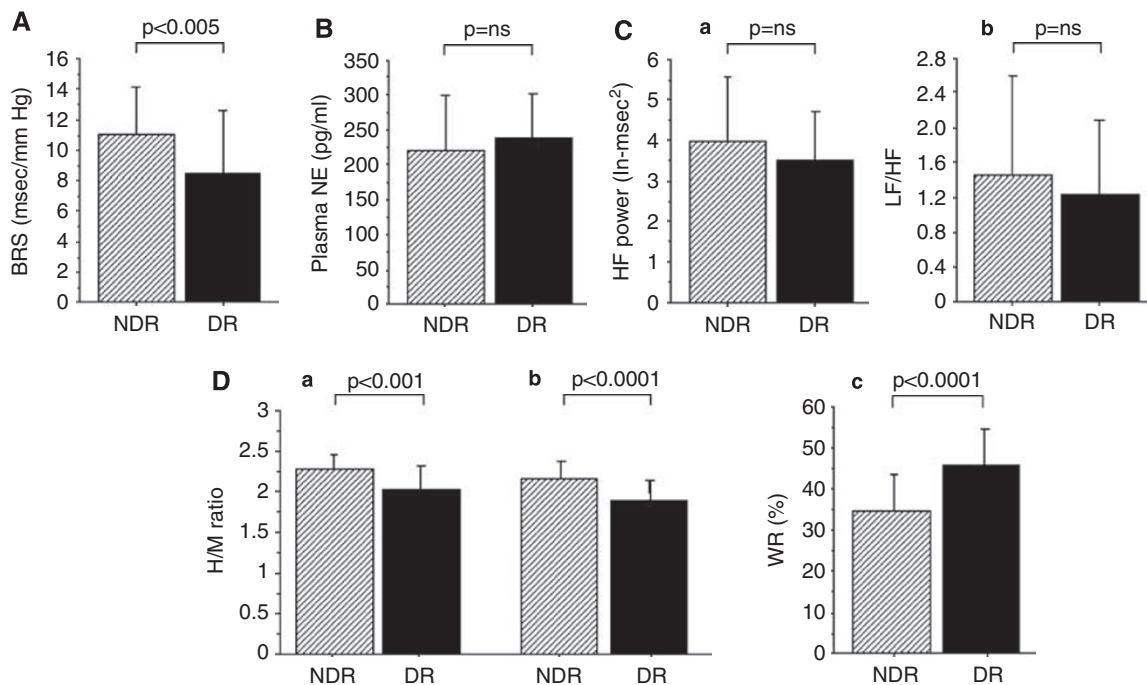 A
p<0.005
BRS (msec/mm Hg)
16
14
12
10
8
6
4
2
0
NDR DR
B
p=ns
Plasma NE (pg/ml)
350
300
250
200
150
100
50
0
NDR DR
C
a
p=ns
HF power (ln-msec²)
6
5
4
3
2
1
0
NDR DR
b
p=ns
LF/HF
2.8
2.4
2.0
1.6
1.2
0.8
0.4
0
NDR DR
D
a
p<0.001
H/M ratio
3
2.5
2
1.5
1
0.5
0
NDR DR
b
p<0.0001
NDR DR
c
p<0.0001
WR (%)
60
50
40
30
20
10
0
NDR DR